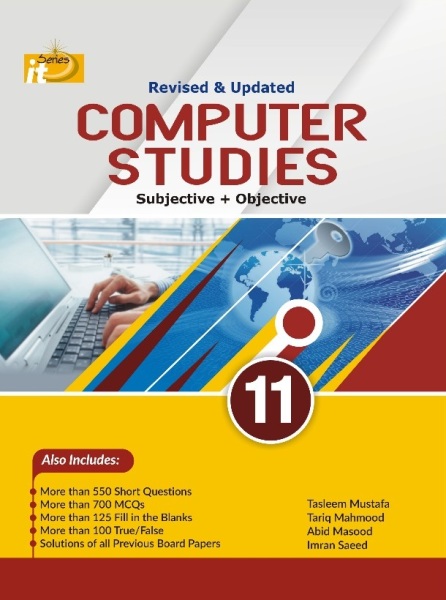 it Series
Revised & Updated
COMPUTER
STUDIES
Subjective + Objective
11
Also Includes:
More than 550 Short Questions
More than 700 MCQs
More than 125 Fill in the Blanks
More than 100 True/False
Solutions of all Previous Board Papers
Tasleem Mustafa
Tariq Mahmood
Abid Masood
Imran Saeed